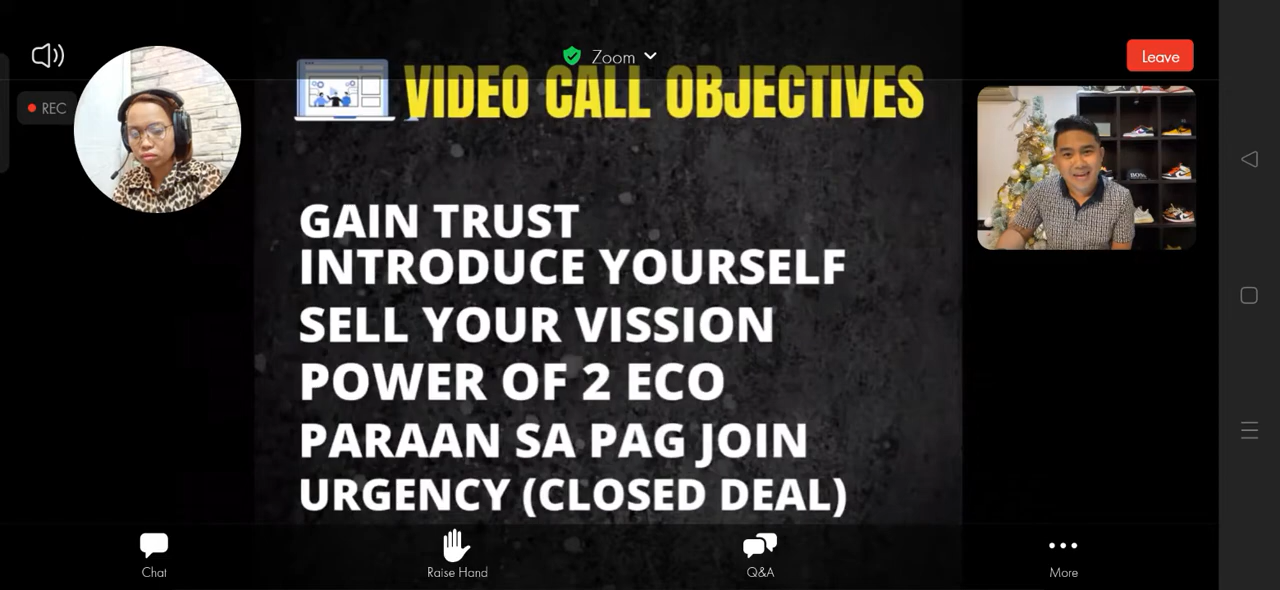 Zoom
Leave
REC
VIDEO CALL OBJECTIVES
GAIN TRUST
INTRODUCE YOURSELF
SELL YOUR VISSION
POWER OF 2 ECO
PARAAN SA PAG JOIN
URGENCY (CLOSED DEAL)
Chat
Raise Hand
Q&A
More